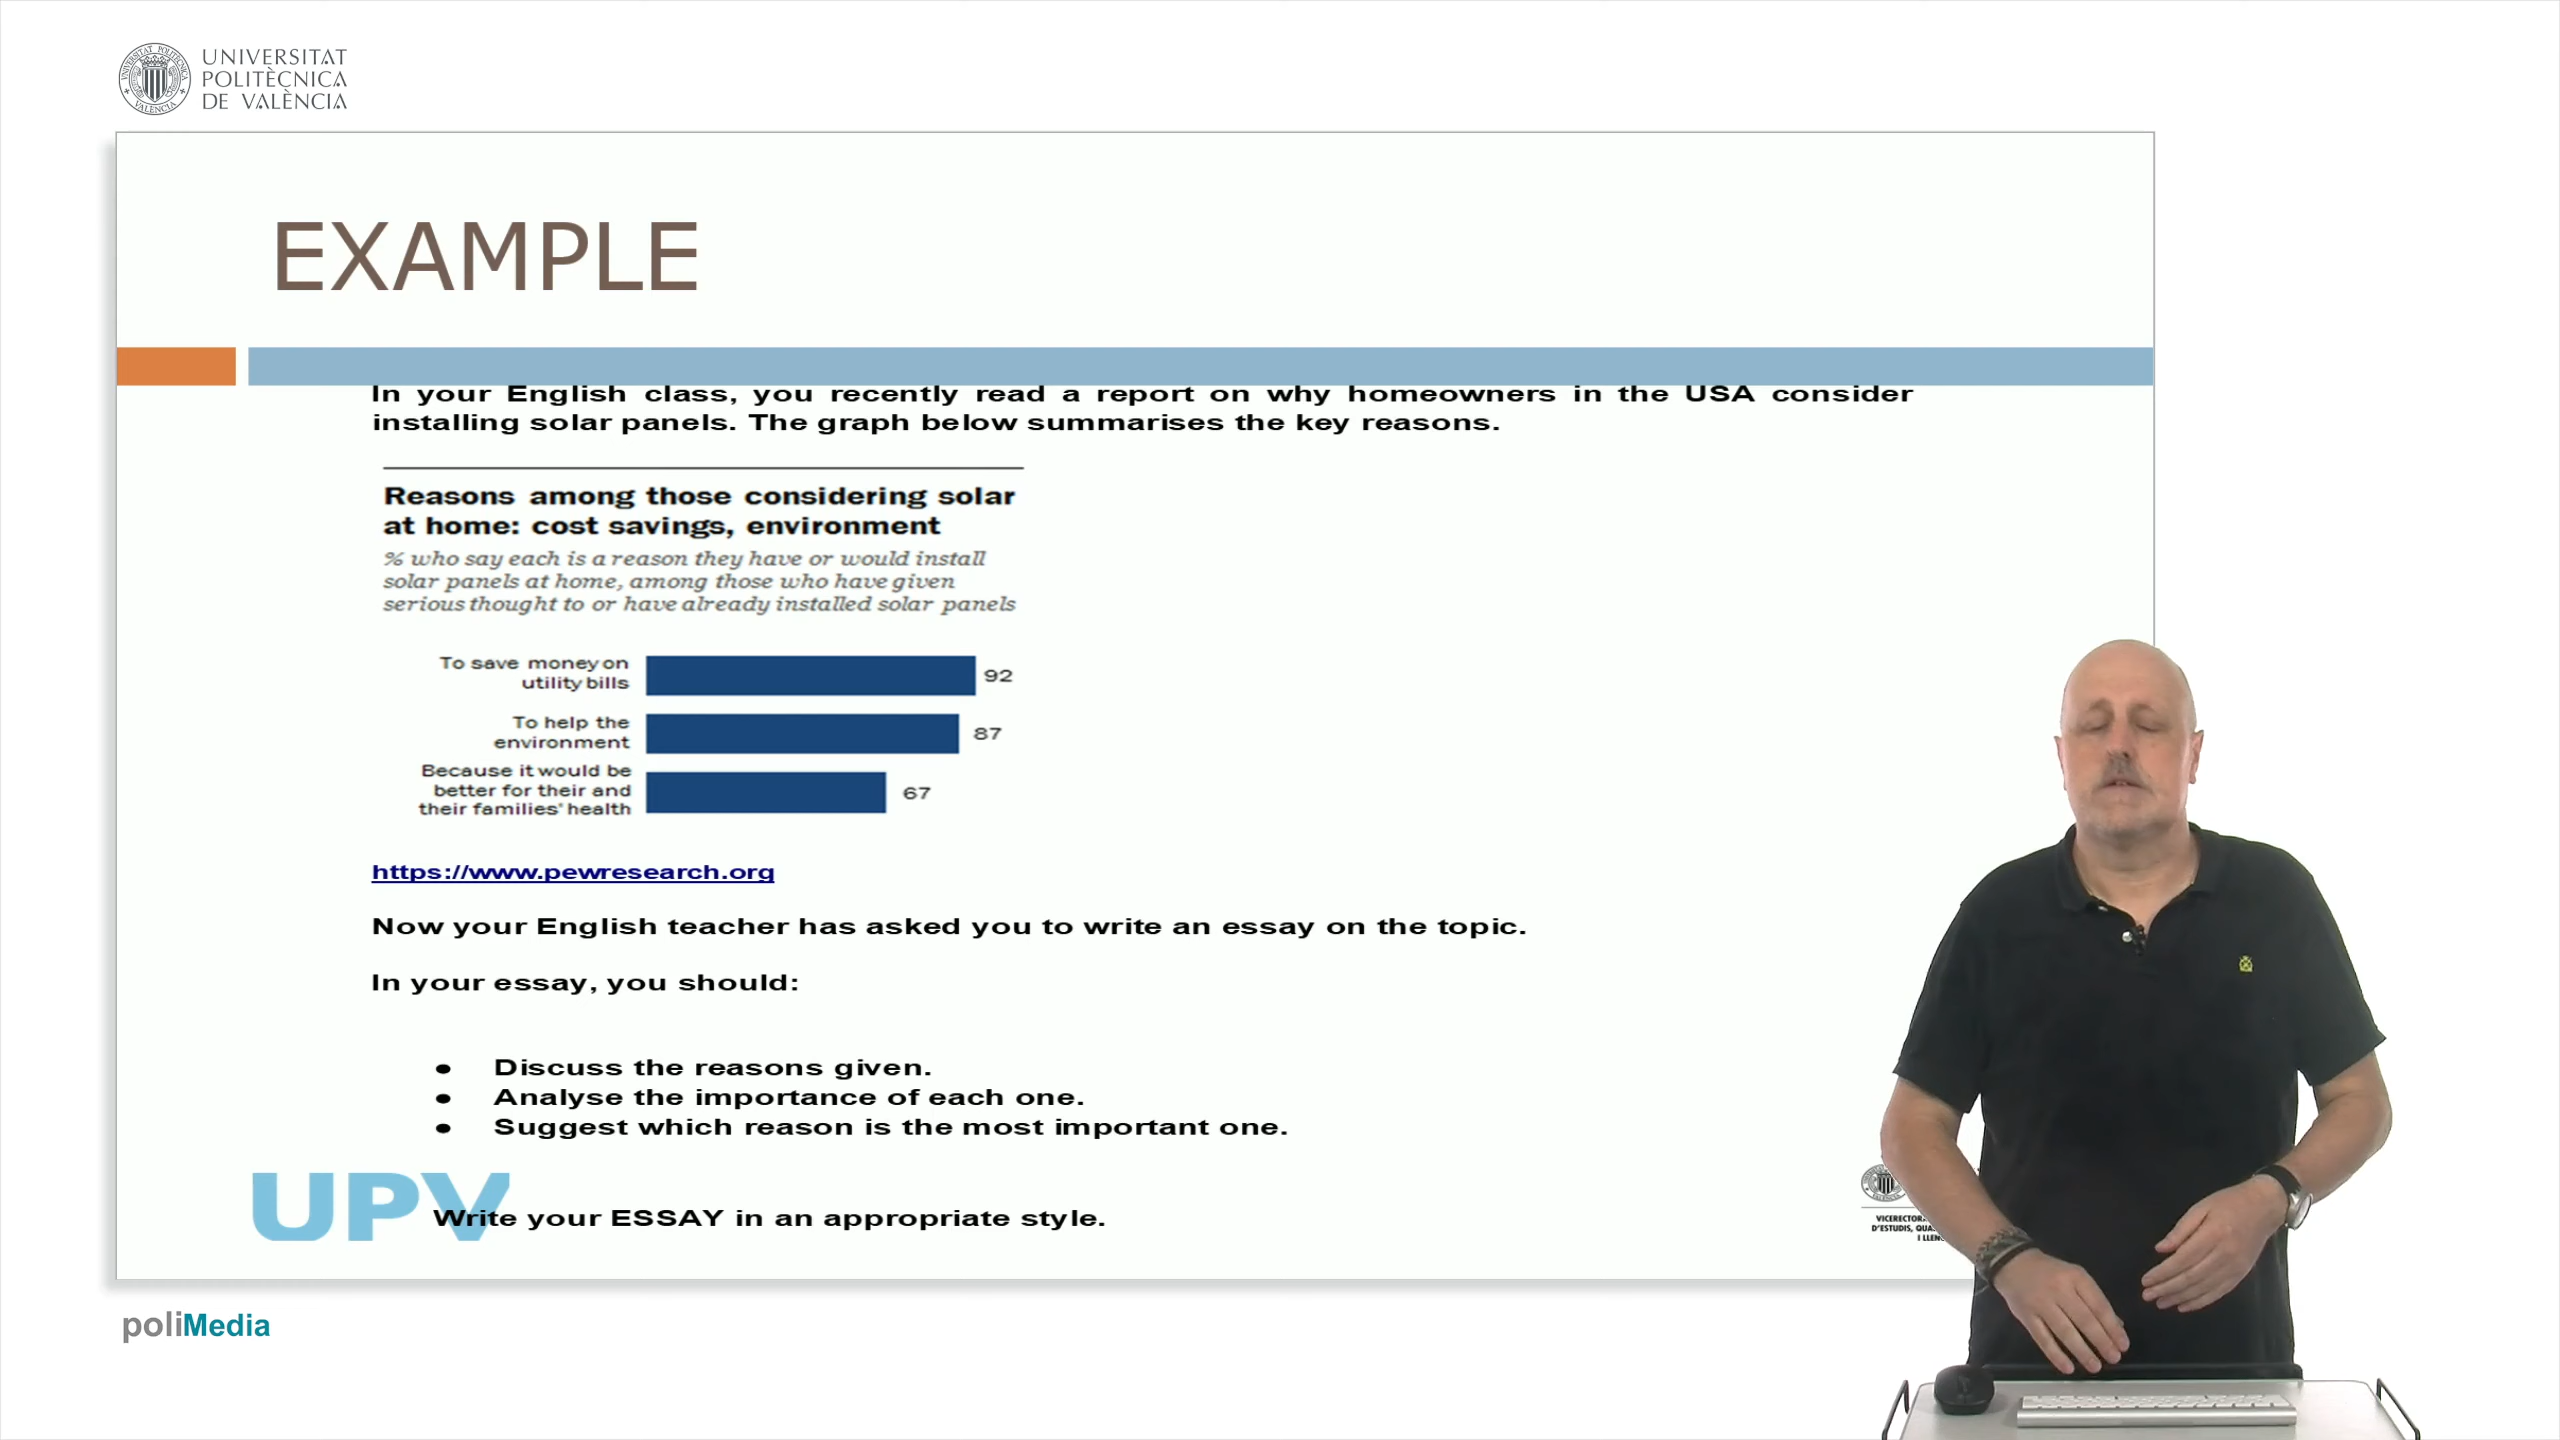 UNIVERSITAT
POLITÈCNICA
DE VALÈNCIA
EXAMPLE
In your English class, you recently read a report on why homeowners in the USA consider
installing solar panels. The graph below summarises the key reasons.
Reasons among those considering solar
at home: cost savings, environment
% who say each is a reason they have or would install
solar panels at home, among those who have given
serious thought to or have already installed solar panels
To save money on
utility bills
92
To help the
environment
87
Because it would be
better for their and
their families' health
67
https://www.pewresearch.org
Now your English teacher has asked you to write an essay on the topic.
In your essay, you should:
● Discuss the reasons given.
● Analyse the importance of each one.
● Suggest which reason is the most important one.
UPV
Write your ESSAY in an appropriate style.
VICERECTOR
D'ESTUDIS, QUA
I LLEN
poliMedia